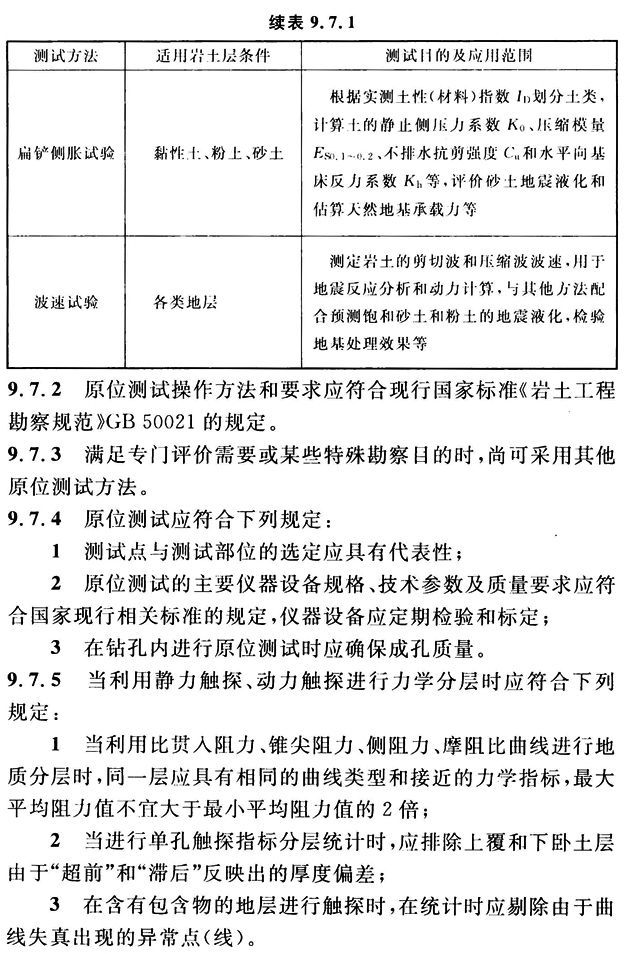 续表 9.7.1
测试方法 适用岩土层条件 测试目的及应用范围
根据实测土性(材料)指数 I_D划分土类,
计算土的静止侧压力系数 K₀、压缩模量
扁铲侧胀试验 黏性土、粉土、砂土 E_S0.1~0.2、不排水抗剪强度 C_u和水平向基
床反力系数 K_h等,评价砂土地震液化和
估算天然地基承载力等
测定岩土的剪切波和压缩波波速,用于
波速试验 各类地层 地震反应分析和动力计算,与其他方法配
合预测饱和砂土和粉土的地震液化,检验
地基处理效果等
9.7.2 原位测试操作方法和要求应符合现行国家标准《岩土工程
勘察规范》GB 50021 的规定。
9.7.3 满足专门评价需要或某些特殊勘察目的时,尚可采用其他
原位测试方法。
9.7.4 原位测试应符合下列规定:
1 测试点与测试部位的选定应具有代表性;
2 原位测试的主要仪器设备规格、技术参数及质量要求应符
合国家现行相关标准的规定,仪器设备应定期检验和标定;
3 在钻孔内进行原位测试时应确保成孔质量。
9.7.5 当利用静力触探、动力触探进行力学分层时应符合下列
规定:
1 当利用比贯入阻力、锥尖阻力、侧阻力、摩阻比曲线进行地
质分层时,同一层应具有相同的曲线类型和接近的力学指标,最大
平均阻力值不宜大于最小平均阻力值的 2 倍;
2 当进行单孔触探指标分层统计时,应排除上覆和下卧土层
由于“超前”和“滞后”反映出的厚度偏差;
3 在含有包含物的地层进行触探时,在统计时应剔除由于曲
线失真出现的异常点(线)。